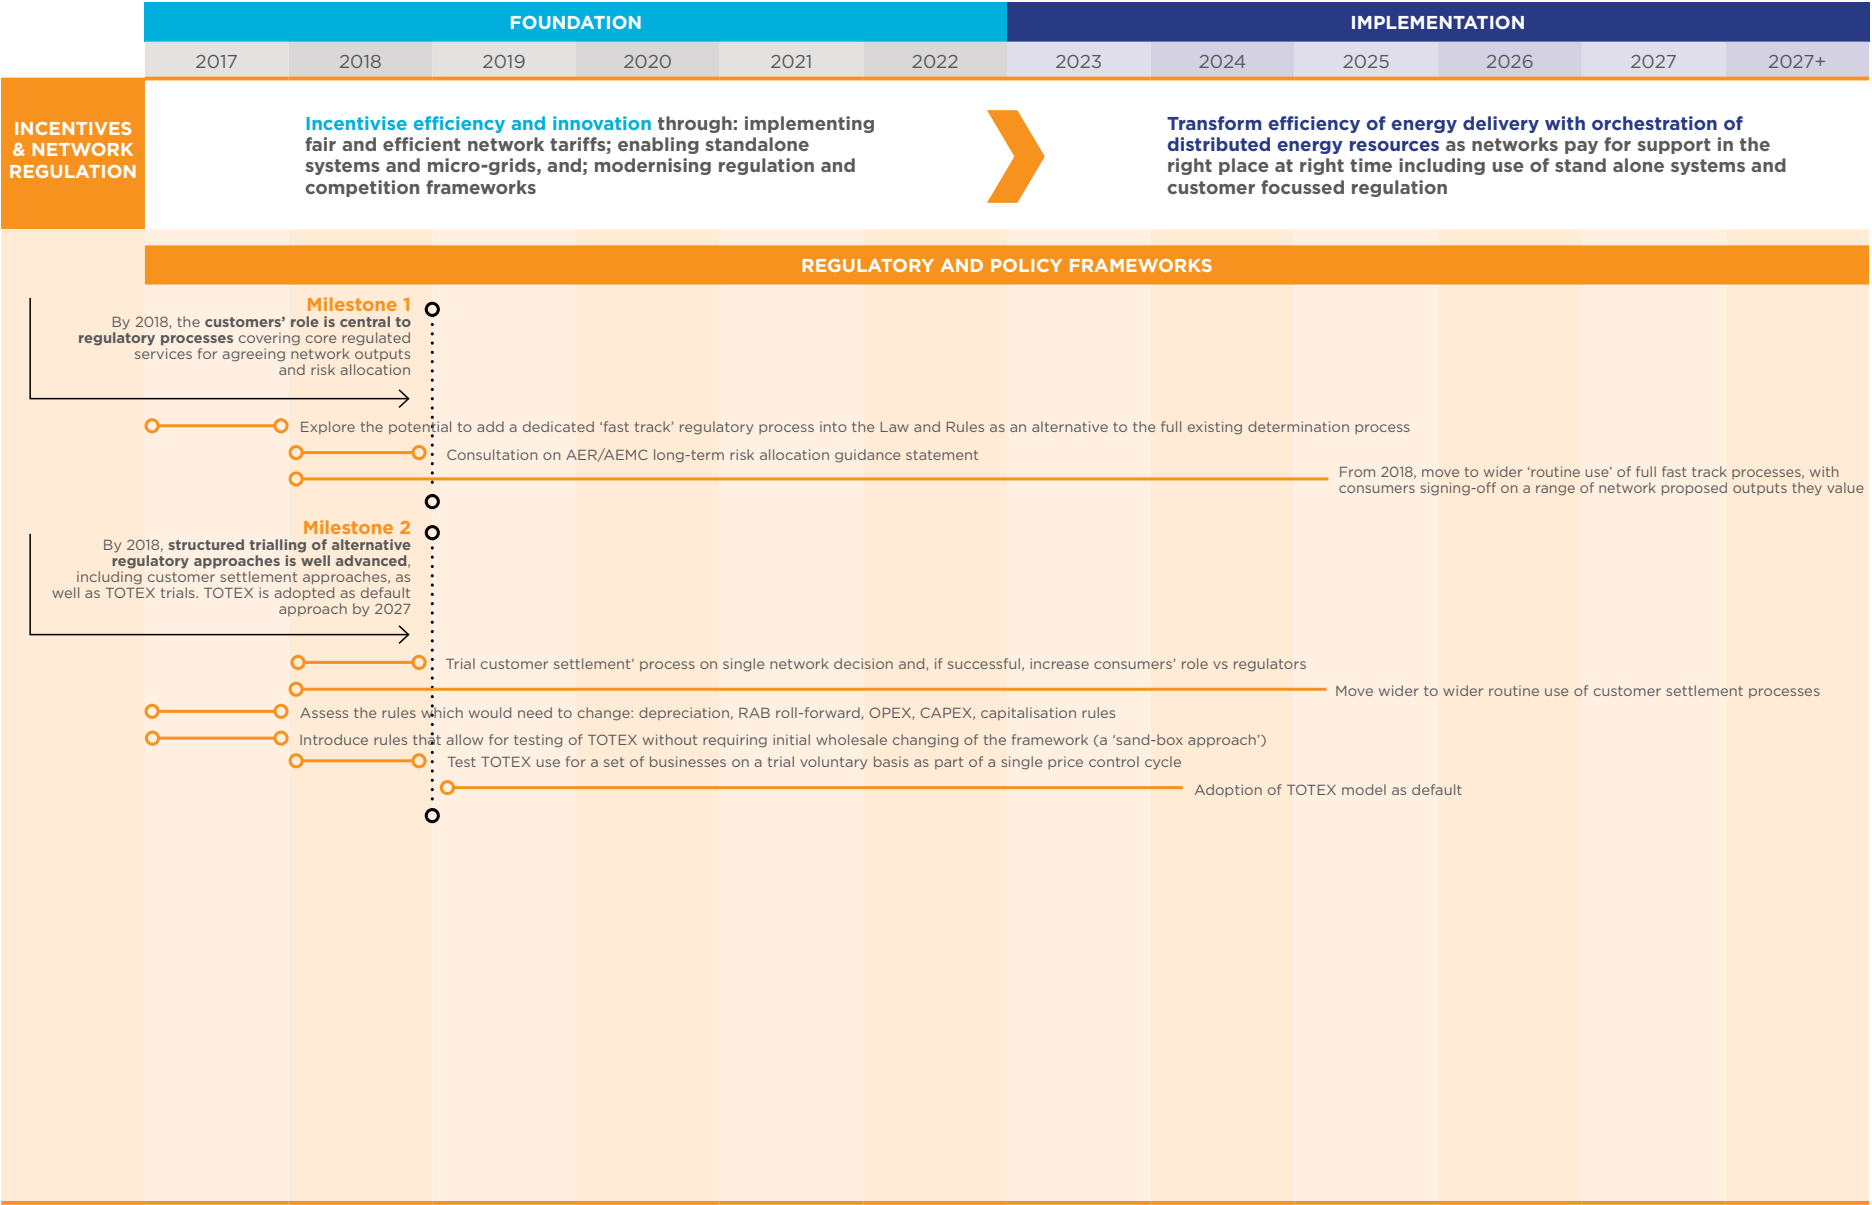 FOUNDATION
IMPLEMENTATION
2017
2018
2019
2020
2021
2022
2023
2024
2025
2026
2027
2027+
INCENTIVES
& NETWORK
REGULATION
Incentivise efficiency and innovation through: implementing
fair and efficient network tariffs; enabling standalone
systems and micro-grids, and; modernising regulation and
competition frameworks
Transform efficiency of energy delivery with orchestration of
distributed energy resources as networks pay for support in the
right place at right time including use of stand alone systems and
customer focussed regulation
REGULATORY AND POLICY FRAMEWORKS
Milestone 1
By 2018, the customers’ role is central to
regulatory processes covering core regulated
services for agreeing network outputs
and risk allocation
Explore the potential to add a dedicated ‘fast track’ regulatory process into the Law and Rules as an alternative to the full existing determination process
Consultation on AER/AEMC long-term risk allocation guidance statement
From 2018, move to wider ‘routine use’ of full fast track processes, with
consumers signing-off on a range of network proposed outputs they value
Milestone 2
By 2018, structured trialling of alternative
regulatory approaches is well advanced,
including customer settlement approaches, as
well as TOTEX trials. TOTEX is adopted as default
approach by 2027
Trial customer settlement’ process on single network decision and, if successful, increase consumers’ role vs regulators
Move wider to wider routine use of customer settlement processes
Assess the rules which would need to change: depreciation, RAB roll-forward, OPEX, CAPEX, capitalisation rules
Introduce rules that allow for testing of TOTEX without requiring initial wholesale changing of the framework (a ‘sand-box approach’)
Test TOTEX use for a set of businesses on a trial voluntary basis as part of a single price control cycle
Adoption of TOTEX model as default